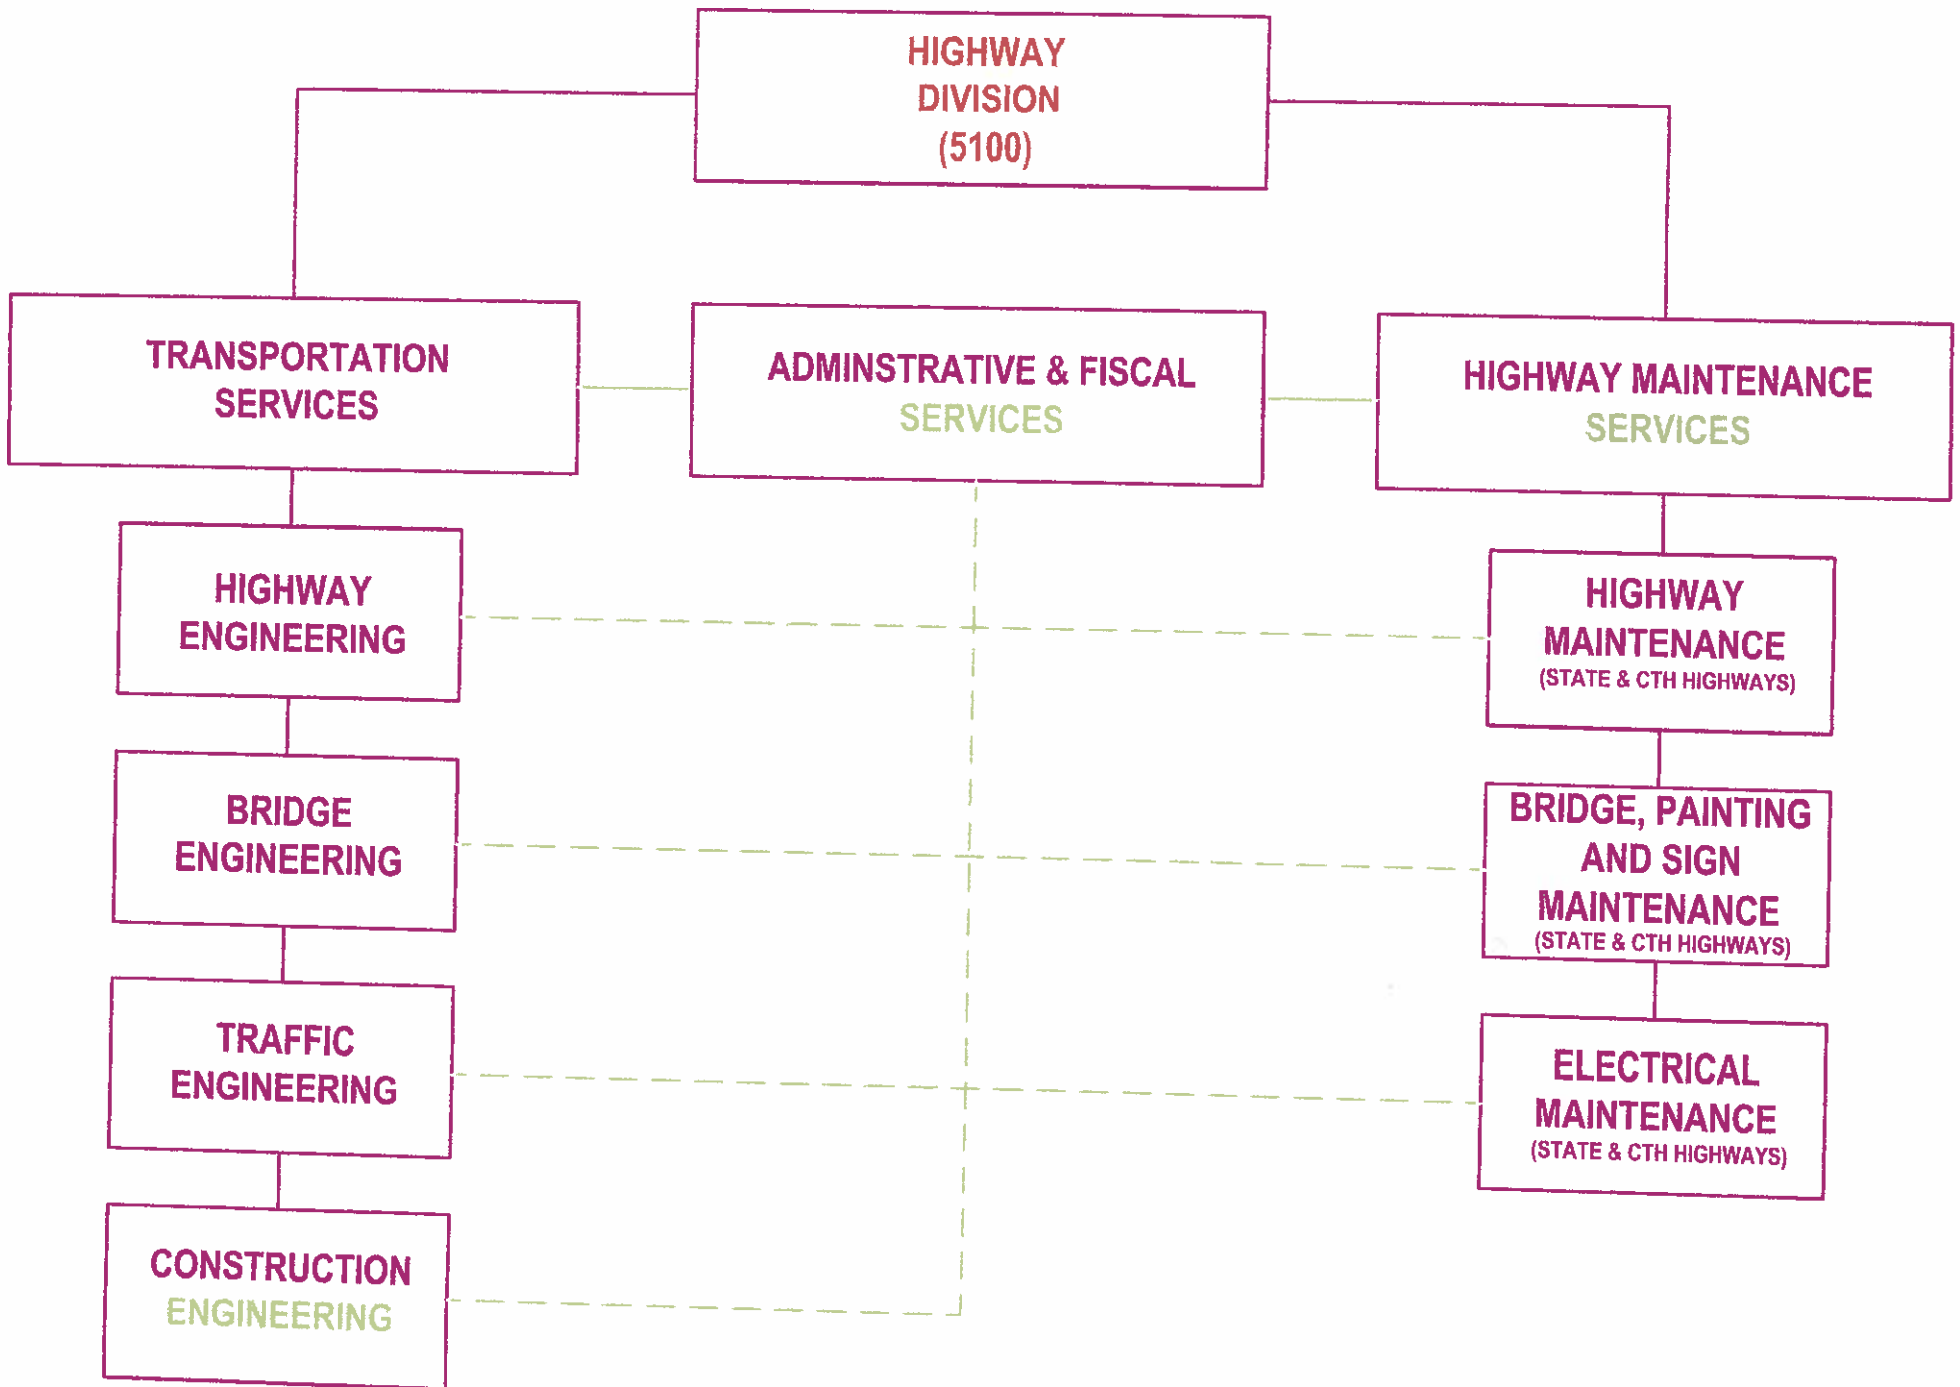 HIGHWAY
DIVISION
(5100)
TRANSPORTATION
SERVICES
ADMINSTRATIVE & FISCAL
SERVICES
HIGHWAY MAINTENANCE
SERVICES
HIGHWAY
ENGINEERING
HIGHWAY
MAINTENANCE
(STATE & CTH HIGHWAYS)
BRIDGE
ENGINEERING
BRIDGE, PAINTING
AND SIGN
MAINTENANCE
(STATE & CTH HIGHWAYS)
TRAFFIC
ENGINEERING
ELECTRICAL
MAINTENANCE
(STATE & CTH HIGHWAYS)
CONSTRUCTION
ENGINEERING